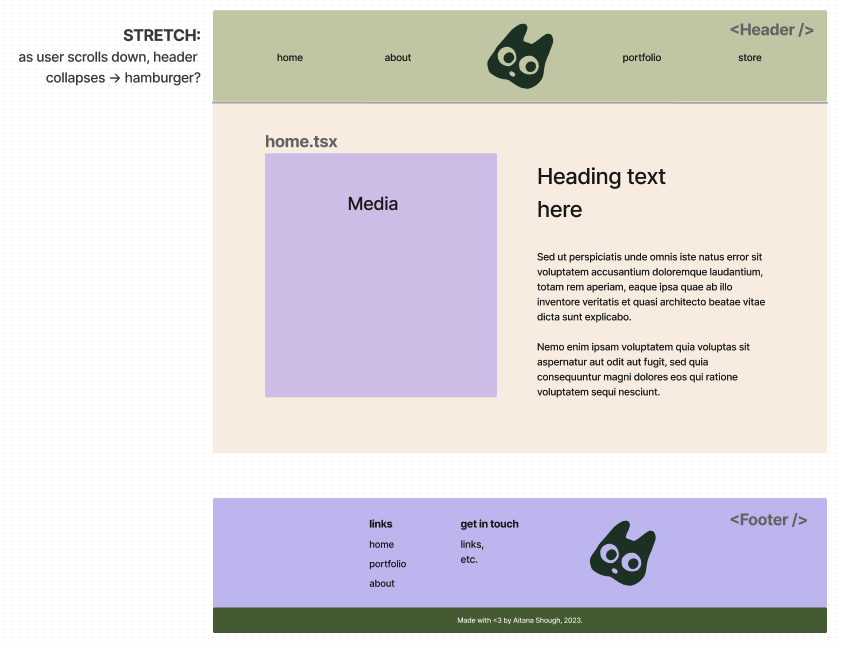 STRETCH:
as user scrolls down, header
collapses → hamburger?
<Header />
home
about
portfolio
store
home.tsx
Media
Heading text
here
Sed ut perspiciatis unde omnis iste natus error sit
voluptatem accusantium doloremque laudantium,
totam rem aperiam, eaque ipsa quae ab illo
inventore veritatis et quasi architecto beatae vitae
dicta sunt explicabo.
Nemo enim ipsam voluptatem quia voluptas sit
aspernatur aut odit aut fugit, sed quia
consequuntur magni dolores eos qui ratione
voluptatem sequi nesciunt.
<Footer />
links
home
portfolio
about
get in touch
links,
etc.
Made with <3 by Aitana Shough, 2023.